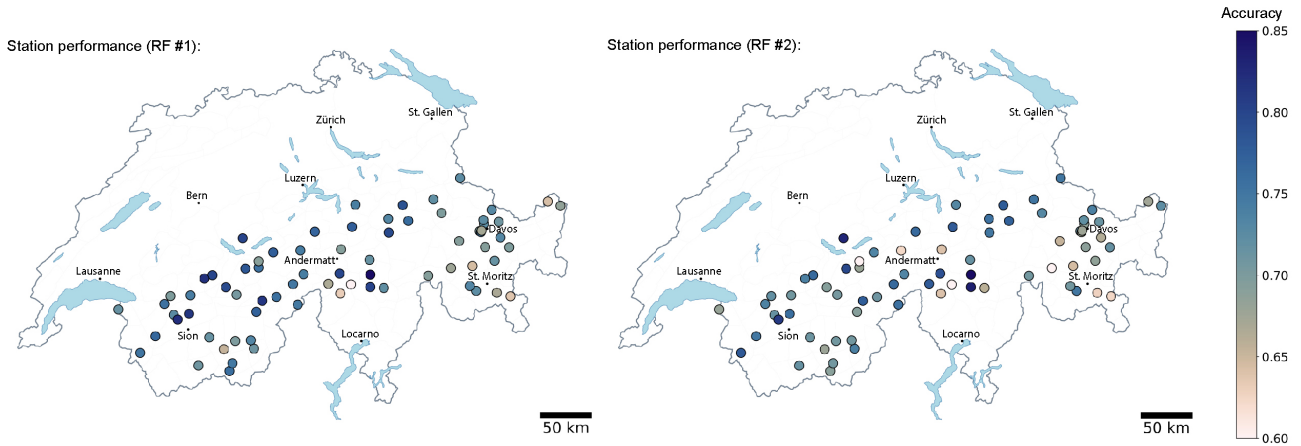 Station performance (RF #1):
Zürich
St. Gallen
Luzern
Bern
Davos
Andermatt
Lausanne
St. Moritz
Sion
Locarno
50 km
Station performance (RF #2):
Zürich
St. Gallen
Luzern
Bern
Davos
Andermatt
Lausanne
St. Moritz
Sion
Locarno
50 km
Accuracy
0.85
0.80
0.75
0.70
0.65
0.60